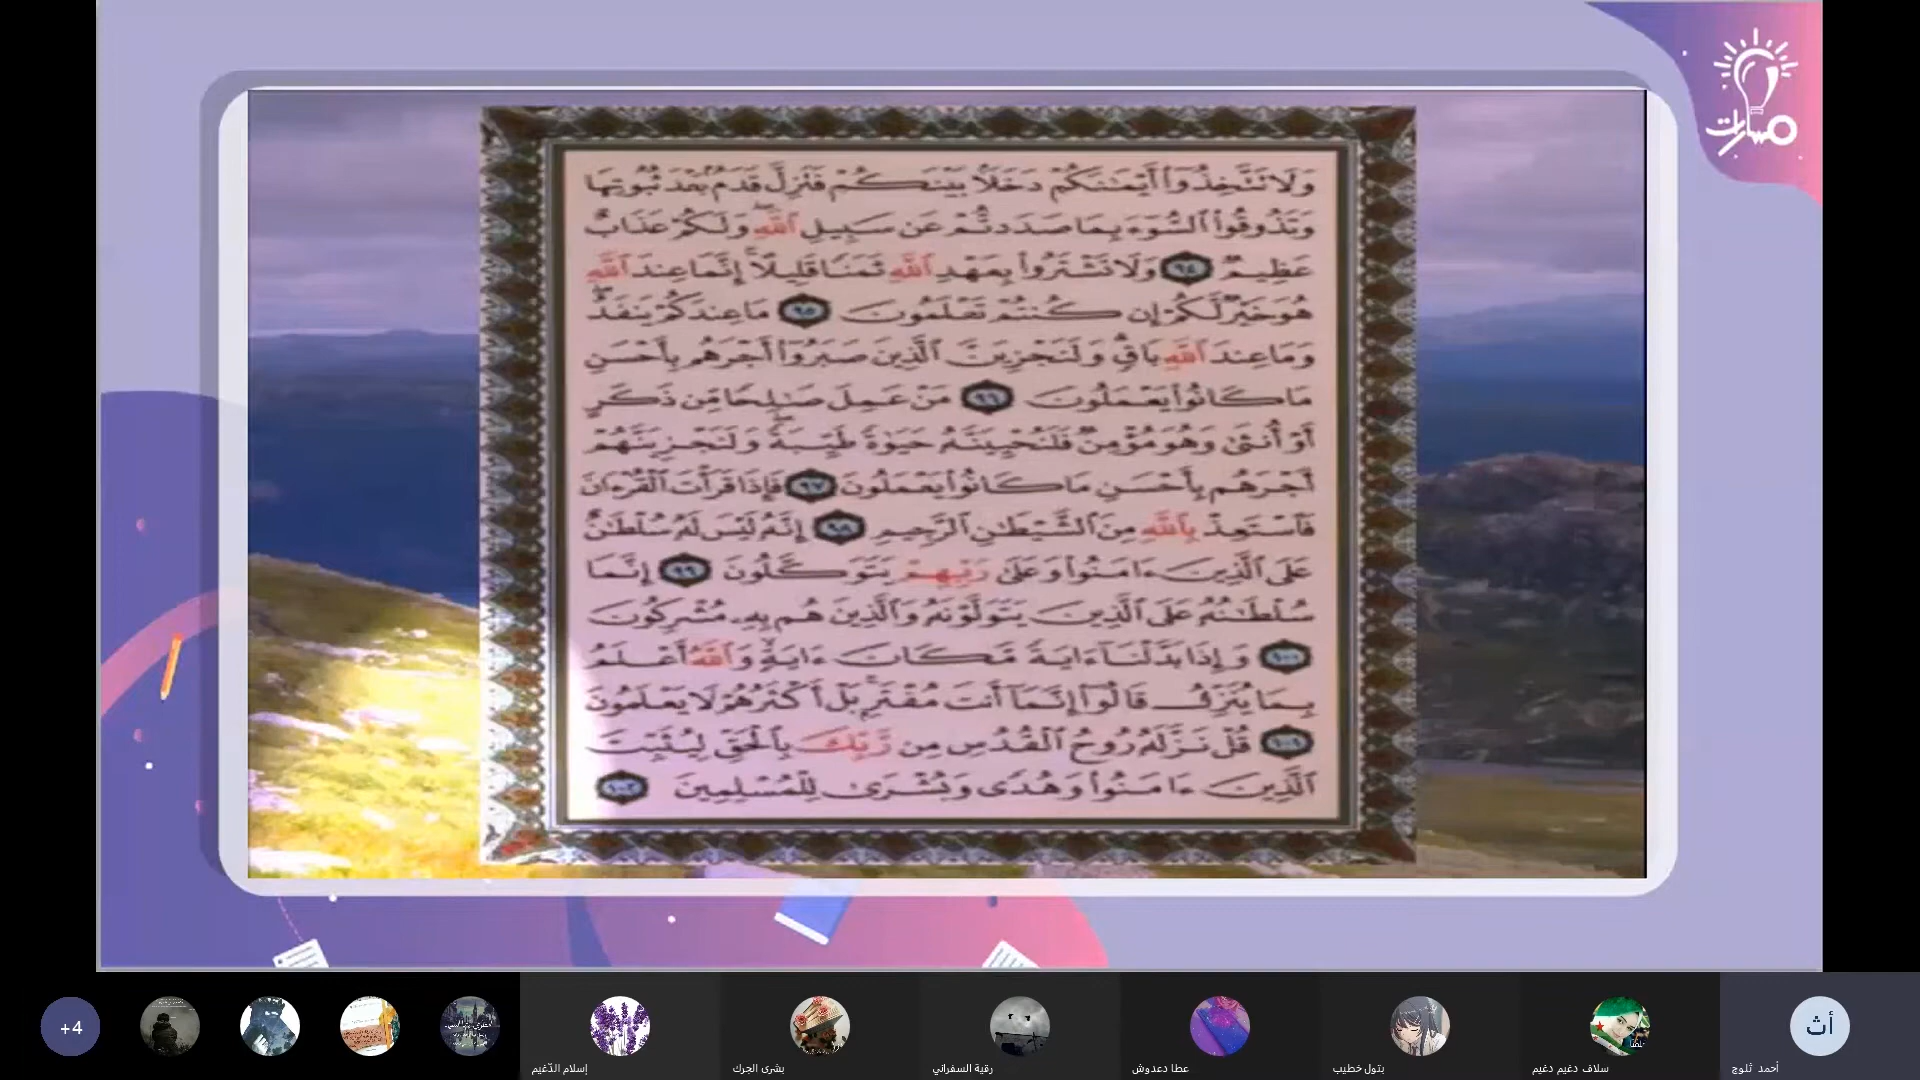 مسارات
وَلَا تَتَّخِذُوٓا۟ أَيْمَـٰنَكُمْ دَخَلًۢا بَيْنَكُمْ فَتَزِلَّ قَدَمٌۢ بَعْدَ ثُبُوتِهَا
وَتَذُوقُوا۟ ٱلسُّوٓءَ بِمَا صَدَدتُّمْ عَن سَبِيلِ ٱللَّهِ ۖ وَلَكُمْ عَذَابٌ
عَظِيمٌ ٩٤ وَلَا تَشْتَرُوا۟ بِعَهْدِ ٱللَّهِ ثَمَنًا قَلِيلًا ۚ إِنَّمَا عِندَ ٱللَّهِ
هُوَ خَيْرٌ لَّكُمْ إِن كُنتُمْ تَعْلَمُونَ ٩٥ مَا عِندَكُمْ يَنفَدُ ۖ
وَمَا عِندَ ٱللَّهِ بَاقٍ ۗ وَلَنَجْزِيَنَّ ٱلَّذِينَ صَبَرُوٓا۟ أَجْرَهُم بِأَحْسَنِ
مَا كَانُوا۟ يَعْمَلُونَ ٩٦ مَنْ عَمِلَ صَـٰلِحًا مِّن ذَكَرٍ
أَوْ أُنثَىٰ وَهُوَ مُؤْمِنٌ فَلَنُحْيِيَنَّهُۥ حَيَوٰةً طَيِّبَةً ۖ وَلَنَجْزِيَنَّهُمْ
أَجْرَهُم بِأَحْسَنِ مَا كَانُوا۟ يَعْمَلُونَ ٩٧ فَإِذَا قَرَأْتَ ٱلْقُرْءَانَ
فَٱسْتَعِذْ بِٱللَّهِ مِنَ ٱلشَّيْطَـٰنِ ٱلرَّجِيمِ ٩٨ إِنَّهُۥ لَيْسَ لَهُۥ سُلْطَـٰنٌ
عَلَى ٱلَّذِينَ ءَامَنُوا۟ وَعَلَىٰ رَبِّهِمْ يَتَوَكَّلُونَ ٩٩ إِنَّمَا
سُلْطَـٰنُهُۥ عَلَى ٱلَّذِينَ يَتَوَلَّوْنَهُۥ وَٱلَّذِينَ هُم بِهِۦ مُشْرِكُونَ
١٠٠ وَإِذَا بَدَّلْنَآ ءَايَةً مَّكَانَ ءَايَةٍ ۙ وَٱللَّهُ أَعْلَمُ
بِمَا يُنَزِّلُ قَالُوٓا۟ إِنَّمَآ أَنتَ مُفْتَرٍۭ ۚ بَلْ أَكْثَرُهُمْ لَا يَعْلَمُونَ
١٠١ قُلْ نَزَّلَهُۥ رُوحُ ٱلْقُدُسِ مِن رَّبِّكَ بِٱلْحَقِّ لِيُثَبِّتَ
ٱلَّذِينَ ءَامَنُوا۟ وَهُدًى وَبُشْرَىٰ لِلْمُسْلِمِينَ ١٠٢
أث
أحمد ثلوج
سلاف دغيم دغيم
بتول خطيب
عطا دعدوش
رقية السفراني
بشرى الجرك
إسلام الدّغيم
+4